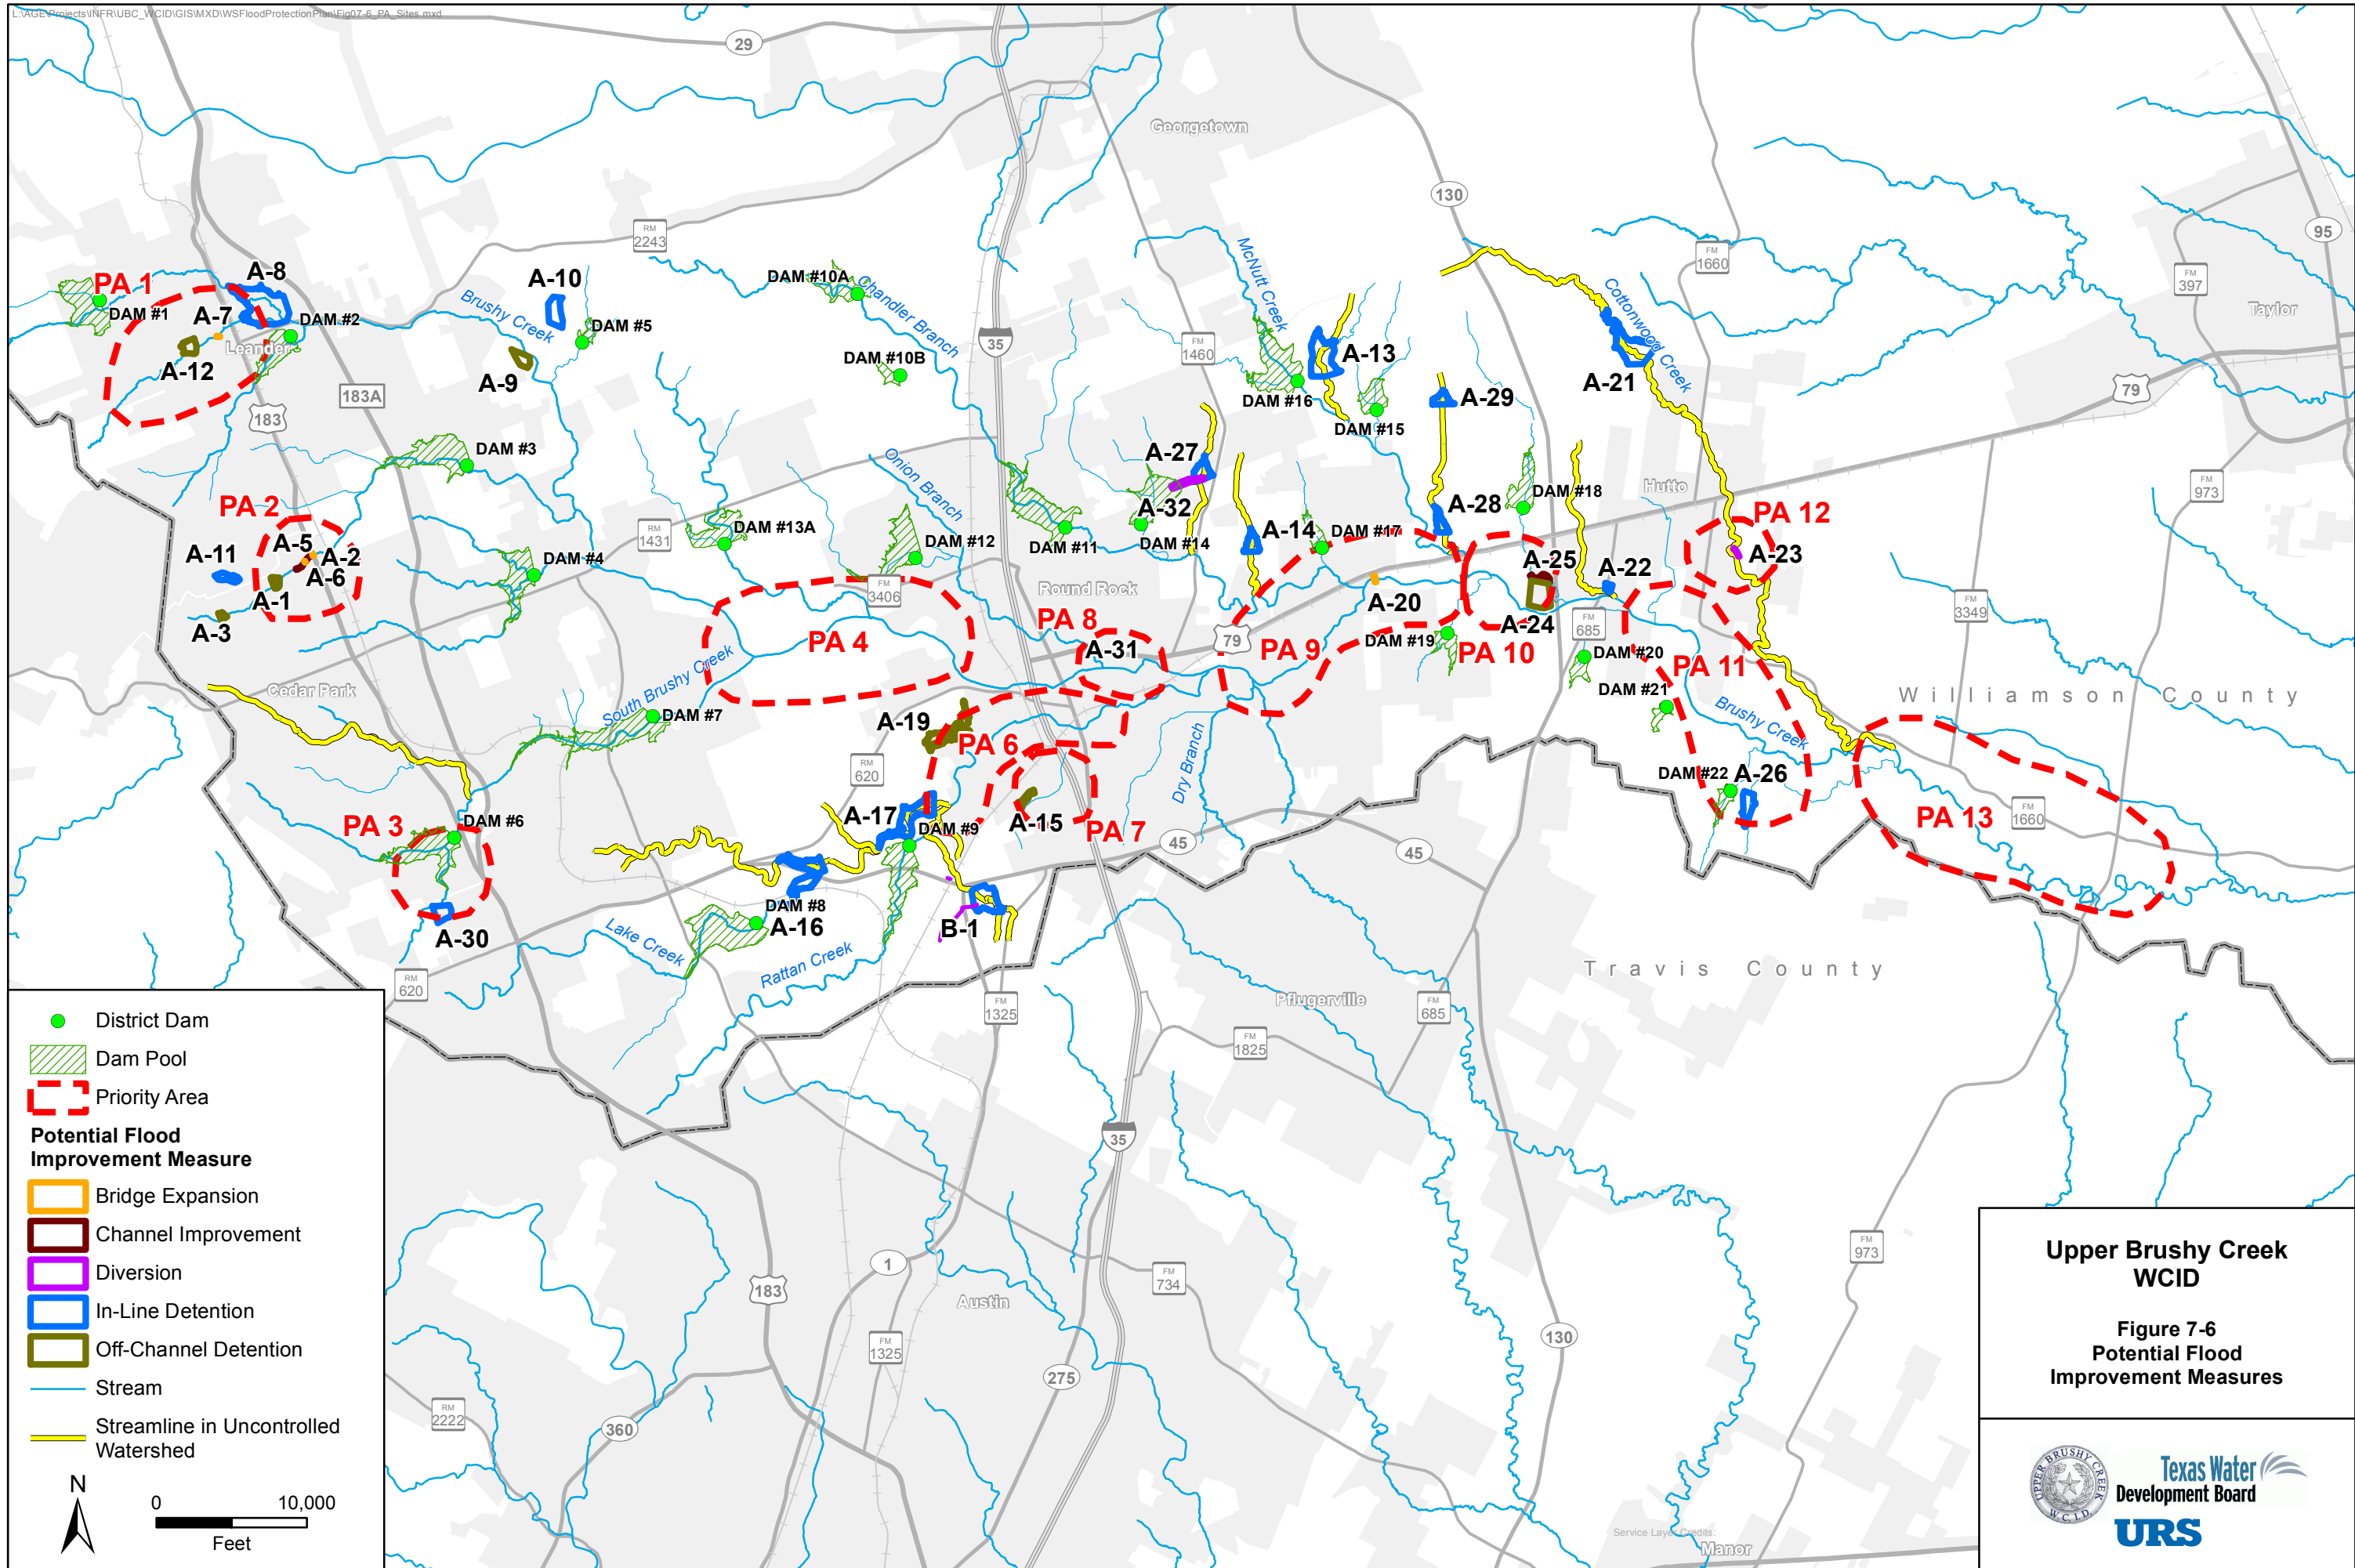 L:\AGE\Projects\INFR\UBC_WCID\GIS\MXD\WSFloodProtectionPlan\Fig07-6_PA_Sites.mxd
29
Georgetown
130
RM
2243
FM
1660
95
FM
397
Taylor
79
PA 1
DAM #1
A-8
A-7
DAM #2
Leander
A-12
183
183A
Brushy Creek
A-10
DAM #5
A-9
DAM #10A
Chandler Branch
DAM #10B
35
FM
1460
McNutt Creek
A-13
DAM #16
DAM #15
A-29
Cottonwood Creek
A-21
DAM #3
Onion Branch
A-27
A-32
DAM #14
DAM #11
A-14
DAM #17
A-28
DAM #18
Hutto
FM
973
PA 2
A-5
A-2
A-6
A-11
A-1
A-3
DAM #4
RM
1431
DAM #13A
DAM #12
FM
3406
Round Rock
PA 12
A-23
A-25
A-22
A-20
A-24
FM
685
FM
3349
PA 4
PA 8
A-31
79
PA 9
DAM #19
PA 10
DAM #20
PA 11
DAM #21
Williamson County
Cedar Park
South Brushy Creek
DAM #7
A-19
PA 6
RM
620
Dry Branch
Brushy Creek
DAM #22
A-26
PA 3
DAM #6
A-17
DAM #9
A-15
PA 7
45
45
PA 13
FM
1660
A-30
DAM #8
A-16
B-1
Lake Creek
Rattan Creek
RM
620
FM
1325
Pflugerville
FM
685
Travis County
FM
1825
35
183
1
Austin
FM
734
FM
1325
275
130
FM
973
RM
2222
360
Service Layer Credits:
Manor
District Dam
Dam Pool
Priority Area
Potential Flood
Improvement Measure
Bridge Expansion
Channel Improvement
Diversion
In-Line Detention
Off-Channel Detention
Stream
Streamline in Uncontrolled
Watershed
N
0 10,000
Feet
Upper Brushy Creek
WCID
Figure 7-6
Potential Flood
Improvement Measures
UPPER BRUSHY CREEK
W.C.I.D.
Texas Water
Development Board
URS